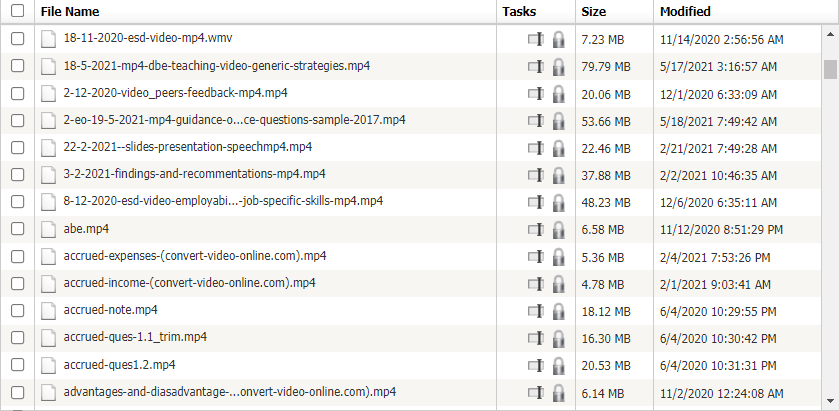 File Name Tasks Size Modified
18-11-2020-esd-video-mp4.wmv 7.23 MB 11/14/2020 2:56:56 AM
18-5-2021-mp4-dbe-teaching-video-generic-strategies.mp4 79.79 MB 5/17/2021 3:16:57 AM
2-12-2020-video_peers-feedback-mp4.mp4 20.06 MB 12/1/2020 6:33:09 AM
2-eo-19-5-2021-mp4-guidance-o...ce-questions-sample-2017.mp4 53.66 MB 5/18/2021 7:49:42 AM
22-2-2021--slides-presentation-speechmp4.mp4 22.46 MB 2/21/2021 7:49:28 AM
3-2-2021-findings-and-recommentations-mp4.mp4 37.88 MB 2/2/2021 10:46:35 AM
8-12-2020-esd-video-employabi...-job-specific-skills-mp4.mp4 48.23 MB 12/6/2020 6:35:11 AM
abe.mp4 6.58 MB 11/12/2020 8:51:29 PM
accrued-expenses-(convert-video-online.com).mp4 5.36 MB 2/4/2021 7:53:26 PM
accrued-income-(convert-video-online.com).mp4 4.78 MB 2/1/2021 9:03:41 AM
accrued-note.mp4 18.12 MB 6/4/2020 10:29:55 PM
accrued-ques-1.1_trim.mp4 16.30 MB 6/4/2020 10:30:42 PM
accrued-ques1.2.mp4 20.53 MB 6/4/2020 10:31:31 PM
advantages-and-diasadvantage-...onvert-video-online.com).mp4 6.14 MB 11/2/2020 12:24:08 AM